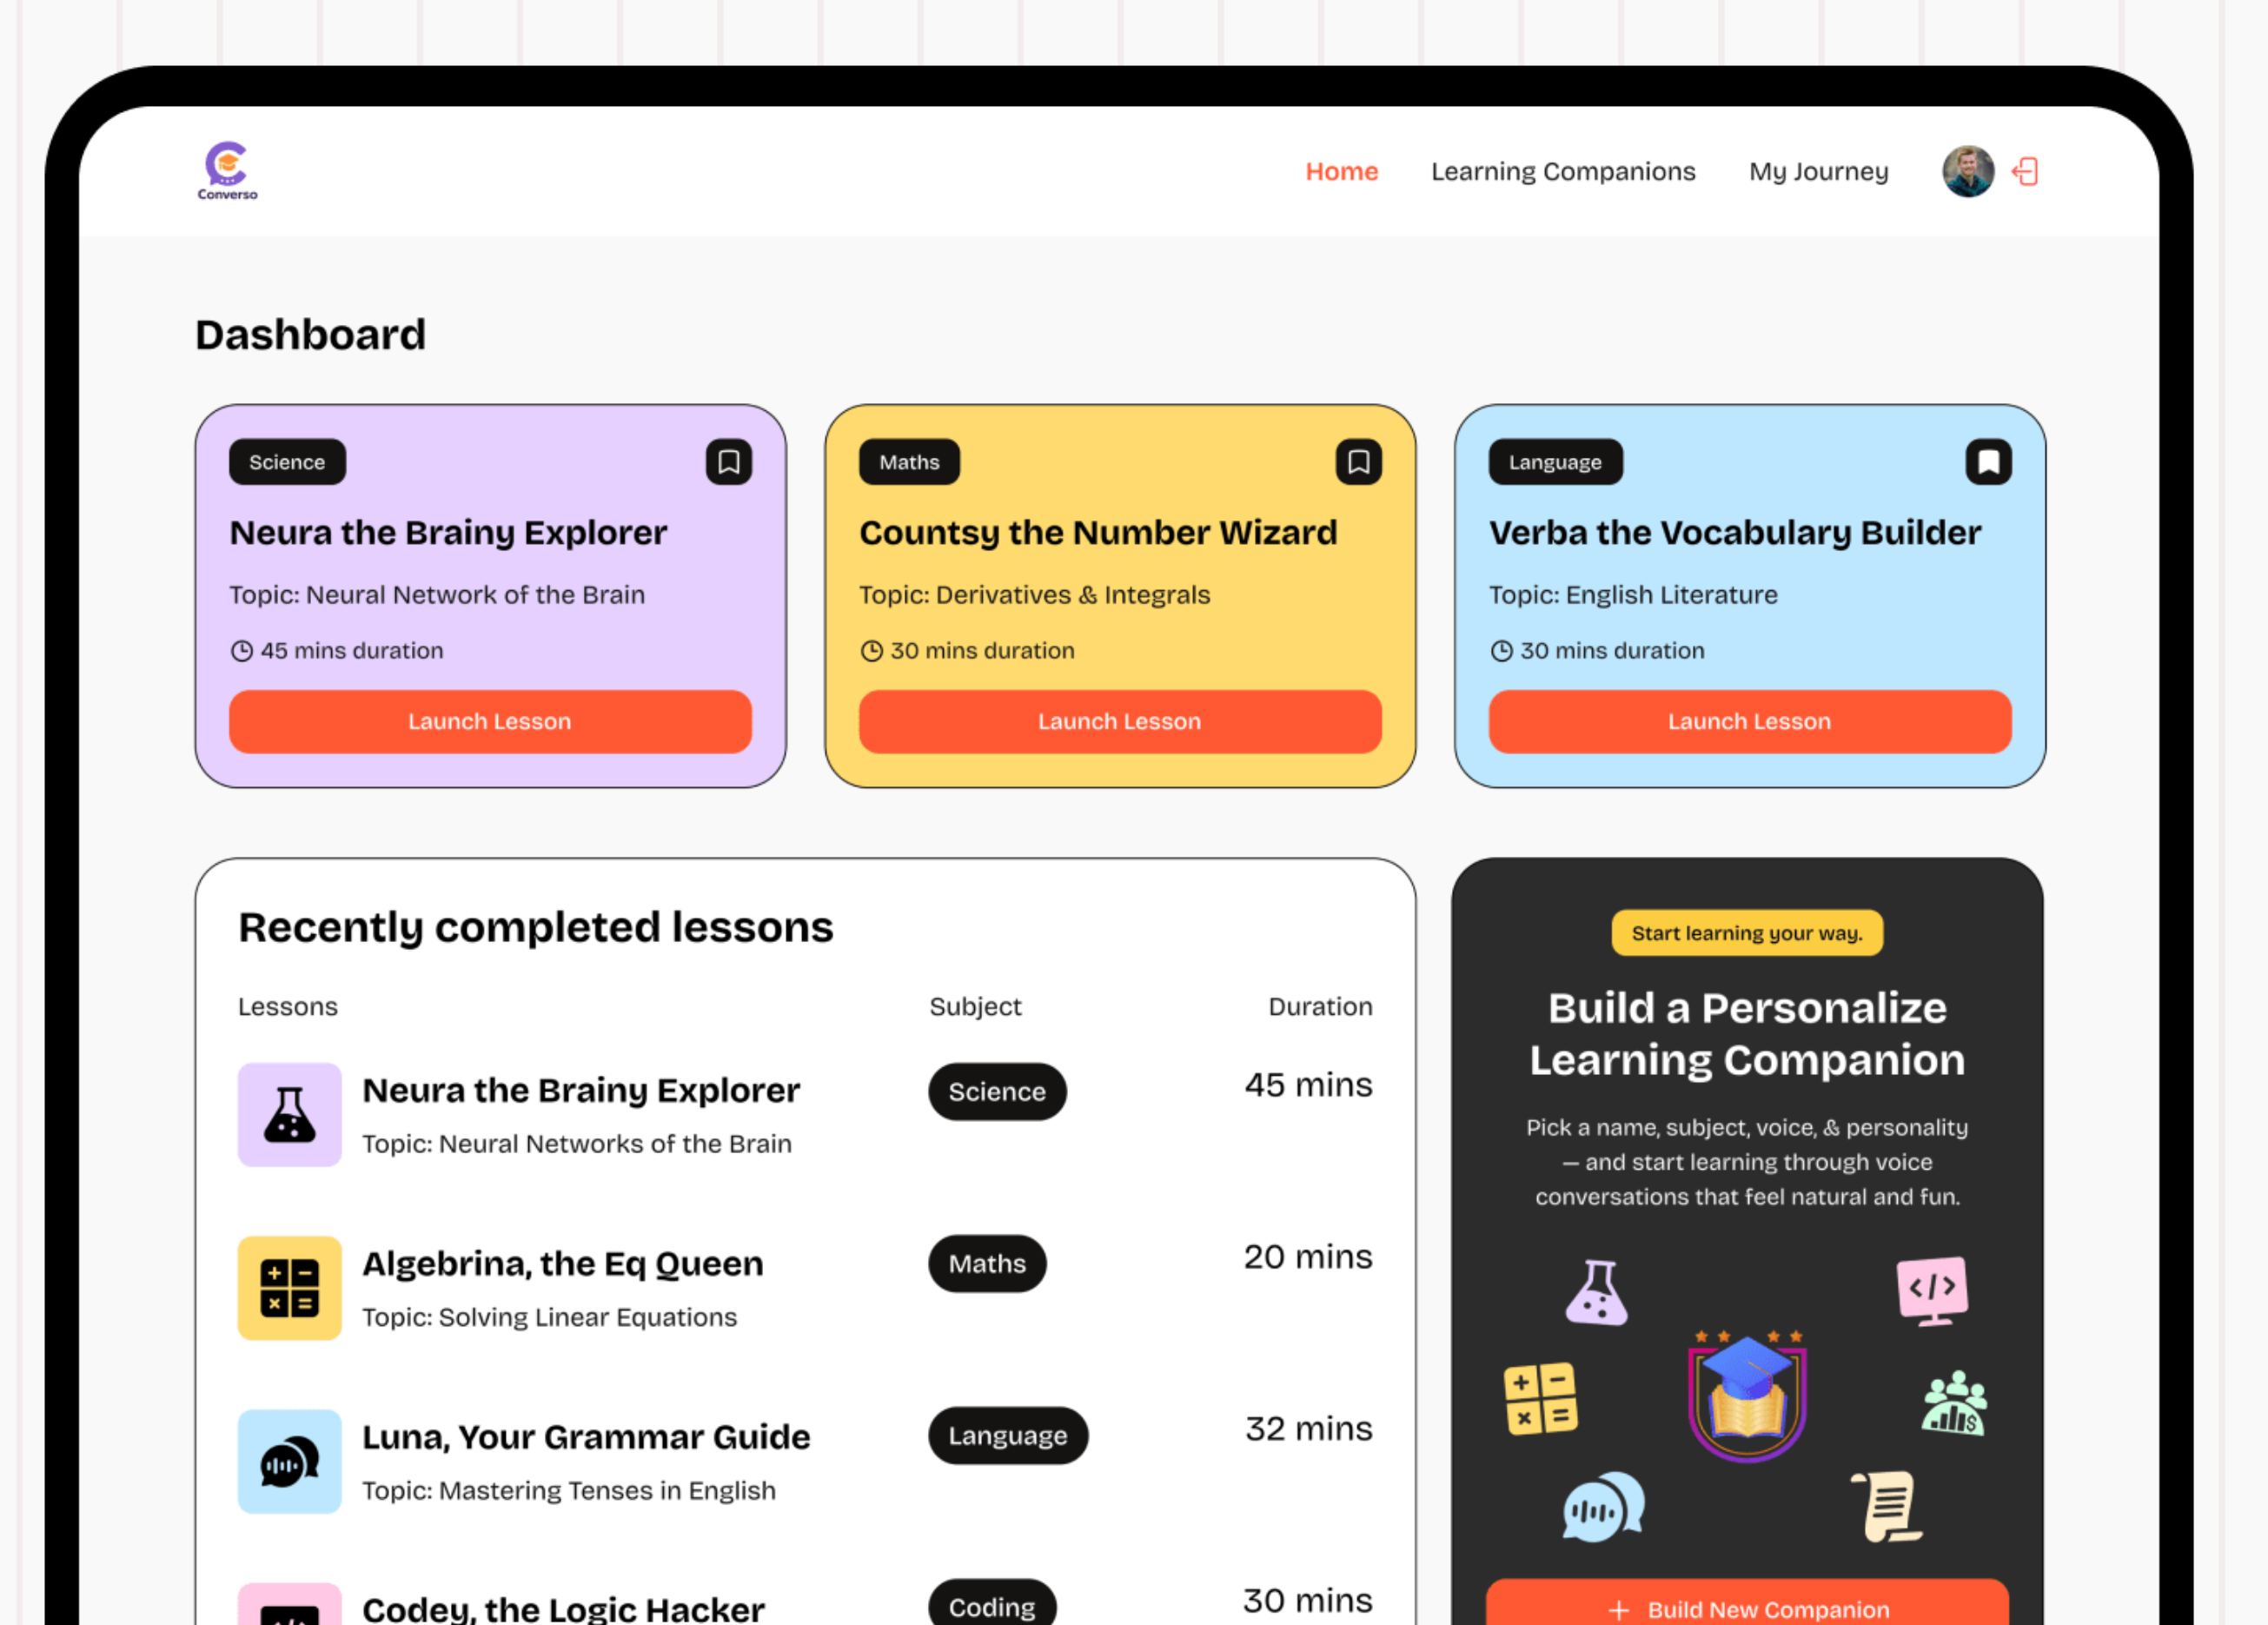 Converso
Home
Learning Companions
My Journey
Dashboard
Science
Neura the Brainy Explorer
Topic: Neural Network of the Brain
45 mins duration
Launch Lesson
Maths
Countsy the Number Wizard
Topic: Derivatives & Integrals
30 mins duration
Launch Lesson
Language
Verba the Vocabulary Builder
Topic: English Literature
30 mins duration
Launch Lesson
Recently completed lessons
Lessons
Subject
Duration
Neura the Brainy Explorer
Topic: Neural Networks of the Brain
Science
45 mins
Algebrina, the Eq Queen
Topic: Solving Linear Equations
Maths
20 mins
Luna, Your Grammar Guide
Topic: Mastering Tenses in English
Language
32 mins
Codey, the Logic Hacker
Coding
30 mins
Start learning your way.
Build a Personalize
Learning Companion
Pick a name, subject, voice, & personality
— and start learning through voice
conversations that feel natural and fun.
Build New Companion